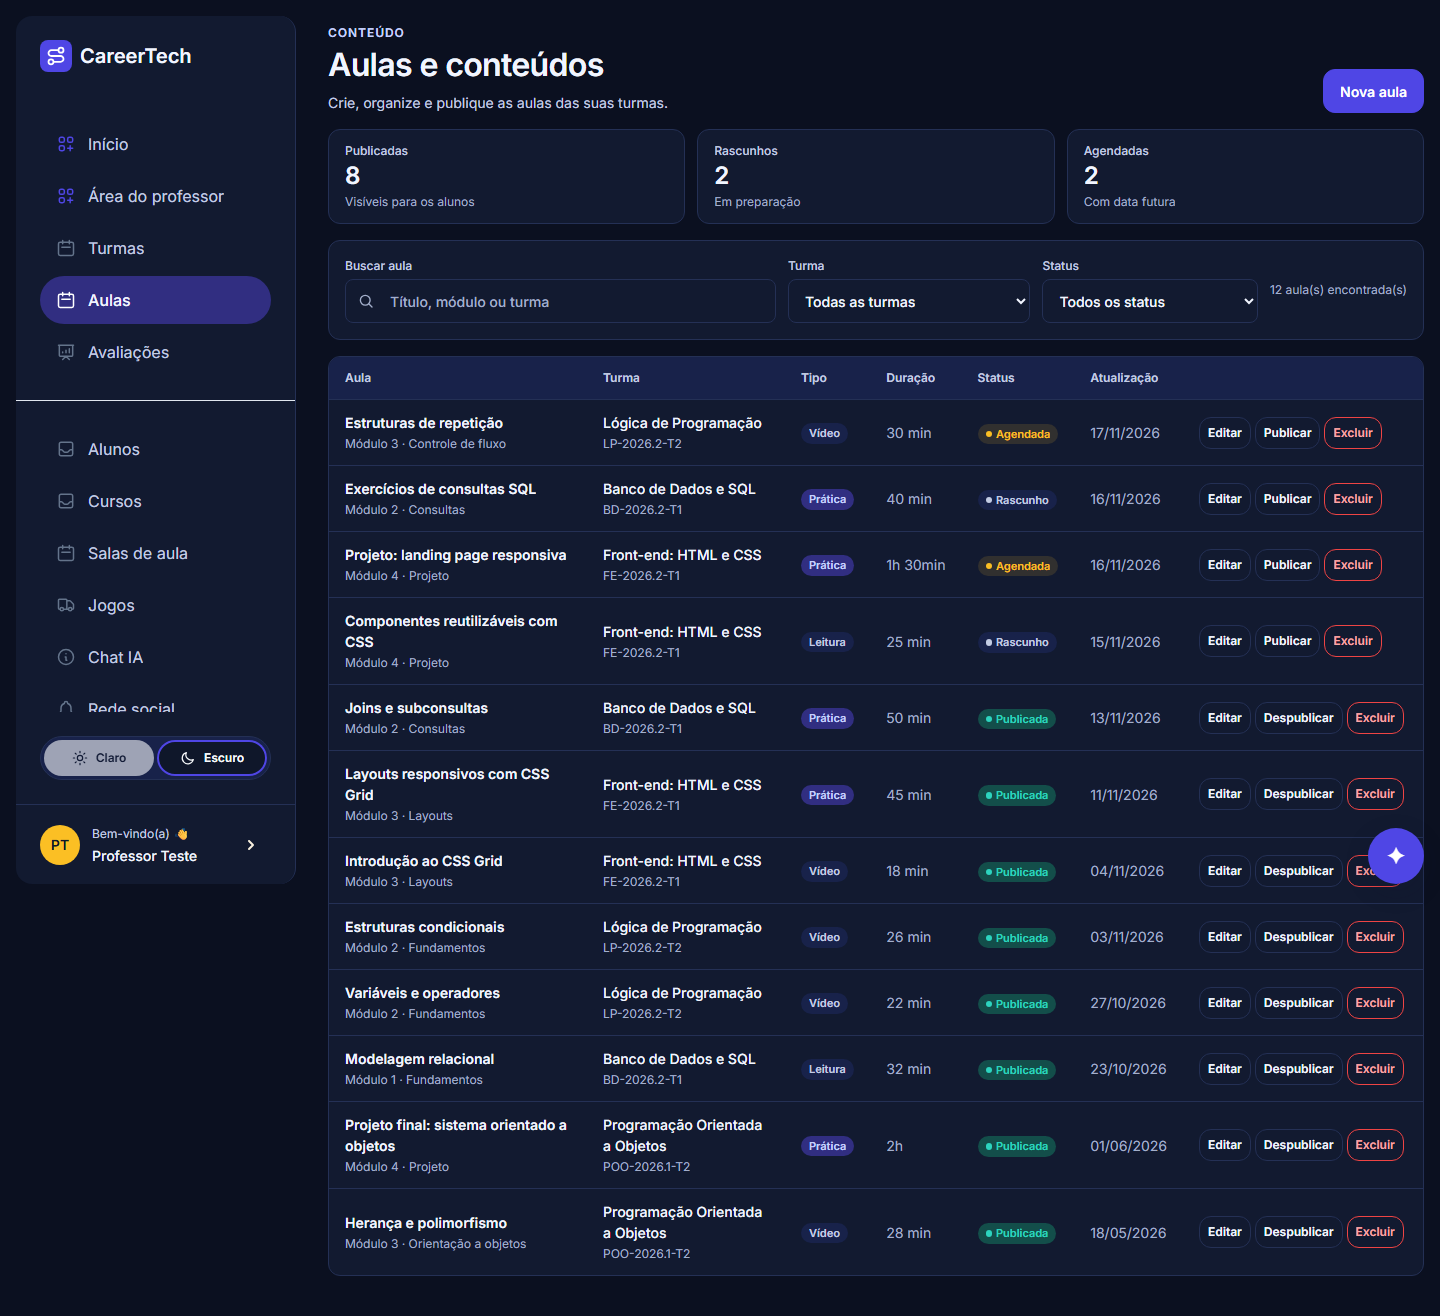 CareerTech
Início
Área do professor
Turmas
Aulas
Avaliações
Alunos
Cursos
Salas de aula
Jogos
Chat IA
Rede social
Claro
Escuro
PT
Bem-vindo(a) 👋
Professor Teste
CONTEÚDO
Aulas e conteúdos
Crie, organize e publique as aulas das suas turmas.
Nova aula
Publicadas
8
Visíveis para os alunos
Rascunhos
2
Em preparação
Agendadas
2
Com data futura
Buscar aula
Título, módulo ou turma
Turma
Todas as turmas
Status
Todos os status
12 aula(s) encontrada(s)
Aula Turma Tipo Duração Status Atualização
Estruturas de repetição
Módulo 3 · Controle de fluxo
Lógica de Programação
LP-2026.2-T2
Vídeo 30 min Agendada 17/11/2026 Editar Publicar Excluir
Exercícios de consultas SQL
Módulo 2 · Consultas
Banco de Dados e SQL
BD-2026.2-T1
Prática 40 min Rascunho 16/11/2026 Editar Publicar Excluir
Projeto: landing page responsiva
Módulo 4 · Projeto
Front-end: HTML e CSS
FE-2026.2-T1
Prática 1h 30min Agendada 16/11/2026 Editar Publicar Excluir
Componentes reutilizáveis com
CSS
Módulo 4 · Projeto
Front-end: HTML e CSS
FE-2026.2-T1
Leitura 25 min Rascunho 15/11/2026 Editar Publicar Excluir
Joins e subconsultas
Módulo 2 · Consultas
Banco de Dados e SQL
BD-2026.2-T1
Prática 50 min Publicada 13/11/2026 Editar Despublicar Excluir
Layouts responsivos com CSS
Grid
Módulo 3 · Layouts
Front-end: HTML e CSS
FE-2026.2-T1
Prática 45 min Publicada 11/11/2026 Editar Despublicar Excluir
Introdução ao CSS Grid
Módulo 3 · Layouts
Front-end: HTML e CSS
FE-2026.2-T1
Vídeo 18 min Publicada 04/11/2026 Editar Despublicar
Estruturas condicionais
Módulo 2 · Fundamentos
Lógica de Programação
LP-2026.2-T2
Vídeo 26 min Publicada 03/11/2026 Editar Despublicar Excluir
Variáveis e operadores
Módulo 2 · Fundamentos
Lógica de Programação
LP-2026.2-T2
Vídeo 22 min Publicada 27/10/2026 Editar Despublicar Excluir
Modelagem relacional
Módulo 1 · Fundamentos
Banco de Dados e SQL
BD-2026.2-T1
Leitura 32 min Publicada 23/10/2026 Editar Despublicar Excluir
Projeto final: sistema orientado a
objetos
Módulo 4 · Projeto
Programação Orientada
a Objetos
POO-2026.1-T2
Prática 2h Publicada 01/06/2026 Editar Despublicar Excluir
Herança e polimorfismo
Módulo 3 · Orientação a objetos
Programação Orientada
a Objetos
POO-2026.1-T2
Vídeo 28 min Publicada 18/05/2026 Editar Despublicar Excluir